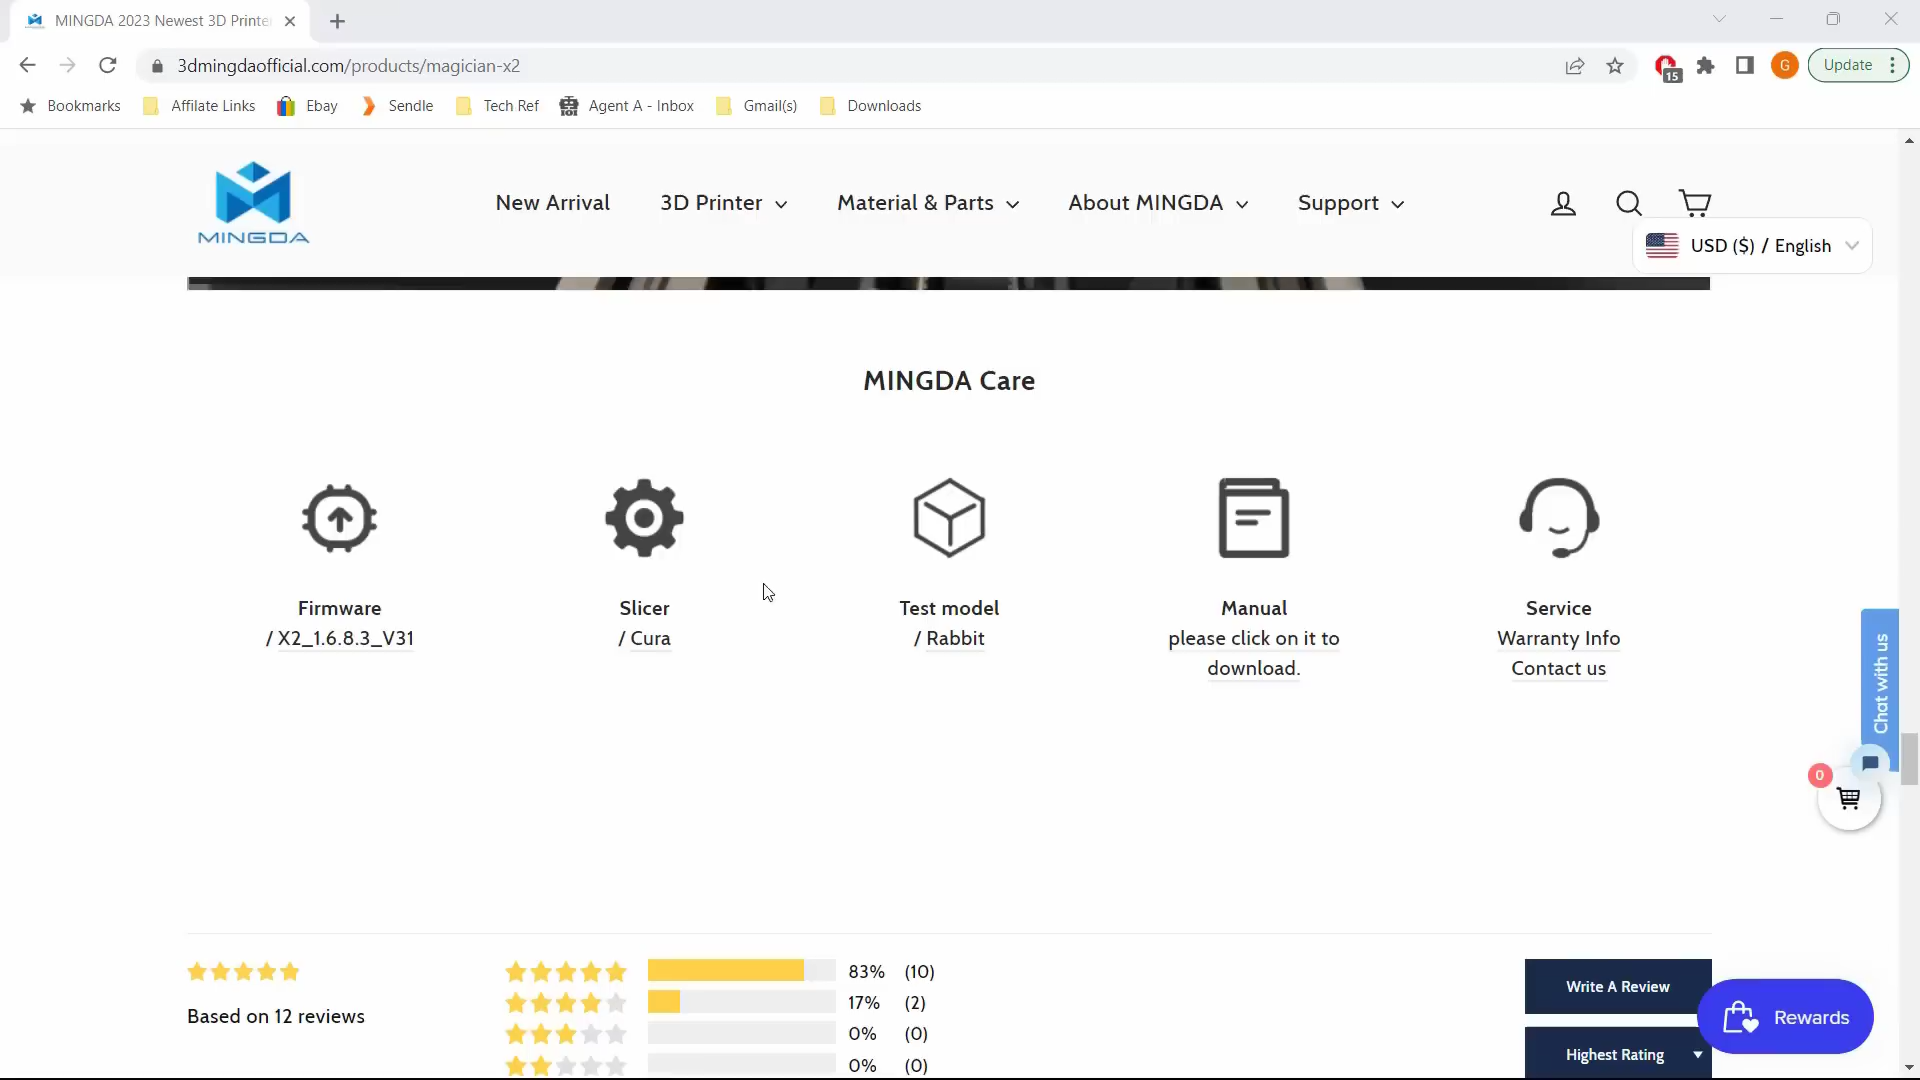 MINGDA 2023 Newest 3D Printe
3dmingdaofficial.com/products/magician-x2
15
G
Update
Bookmarks
Affilate Links
Ebay
Sendle
Tech Ref
Agent A - Inbox
Gmail(s)
Downloads
MINGDA
New Arrival
3D Printer
Material & Parts
About MINGDA
Support
USD ($) / English
MINGDA Care
Firmware
/ X2_1.6.8.3_V31
Slicer
/ Cura
Test model
/ Rabbit
Manual
please click on it to
download.
Service
Warranty Info
Contact us
Chat with us
0
Based on 12 reviews
83% (10)
17% (2)
0% (0)
0% (0)
Write A Review
Highest Rating
Rewards